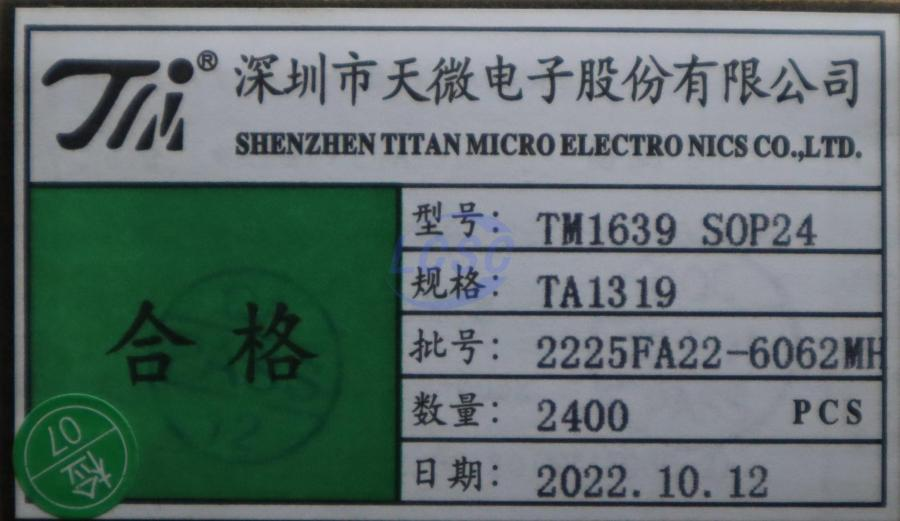 TM ® 深圳市天微电子股份有限公司
SHENZHEN TITAN MICRO ELECTRO NICS CO.,LTD.
合格
型号: TM1639 SOP24
规格: TA1319
批号: 2225FA22-6062MH
数量: 2400 PCS
日期: 2022.10.12
LCSC
检 07